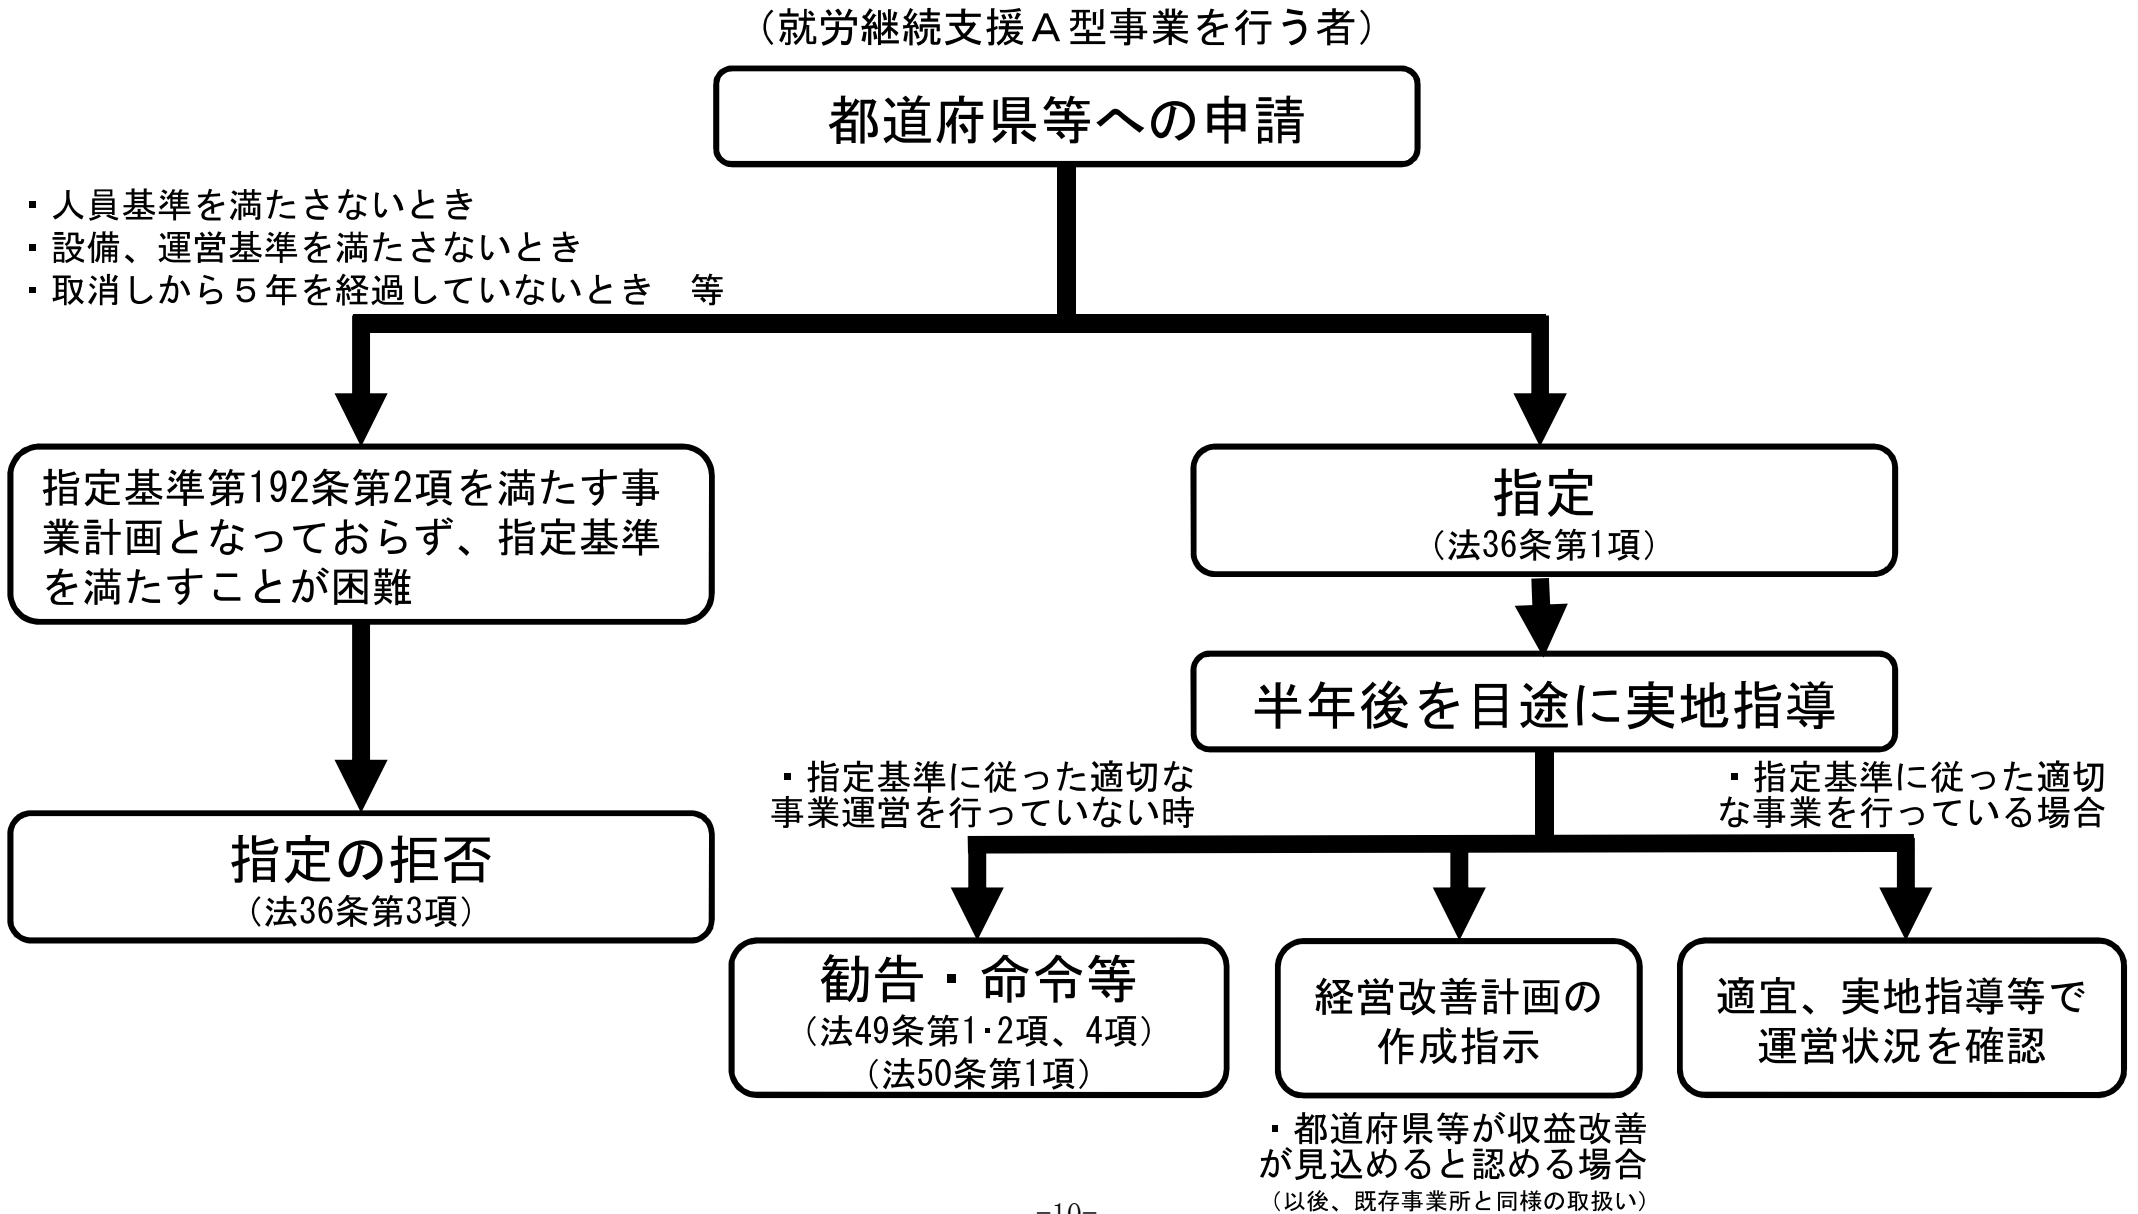 （就労継続支援Ａ型事業を行う者）
都道府県等への申請
・人員基準を満たさないとき
・設備、運営基準を満たさないとき
・取消しから５年を経過していないとき　等
指定基準第192条第2項を満たす事
業計画となっておらず、指定基準
を満たすことが困難
指定
（法36条第1項）
半年後を目途に実地指導
・指定基準に従った適切な
事業運営を行っていない時
・指定基準に従った適切
な事業を行っている場合
指定の拒否
（法36条第3項）
勧告・命令等
（法49条第1･2項、4項）
（法50条第1項）
経営改善計画の
作成指示
適宜、実地指導等で
運営状況を確認
・都道府県等が収益改善
が見込めると認める場合
（以後、既存事業所と同様の取扱い）
-10-